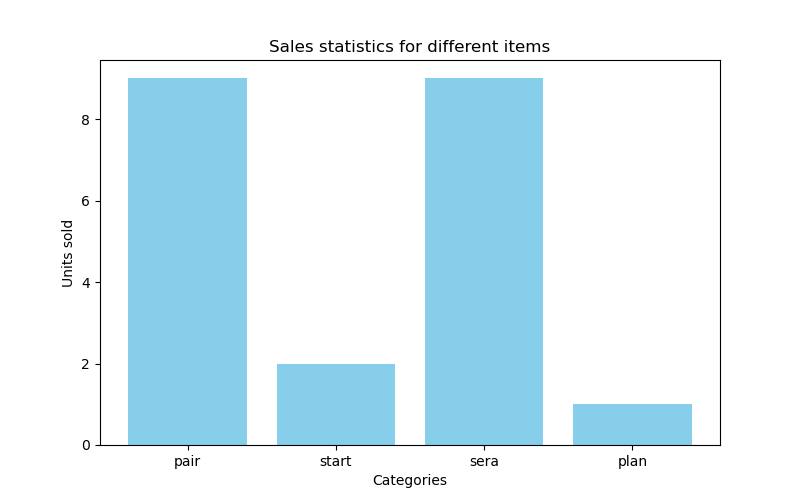 Sales statistics for different items
8
6
4
2
0
Units sold
pair start sera plan
Categories